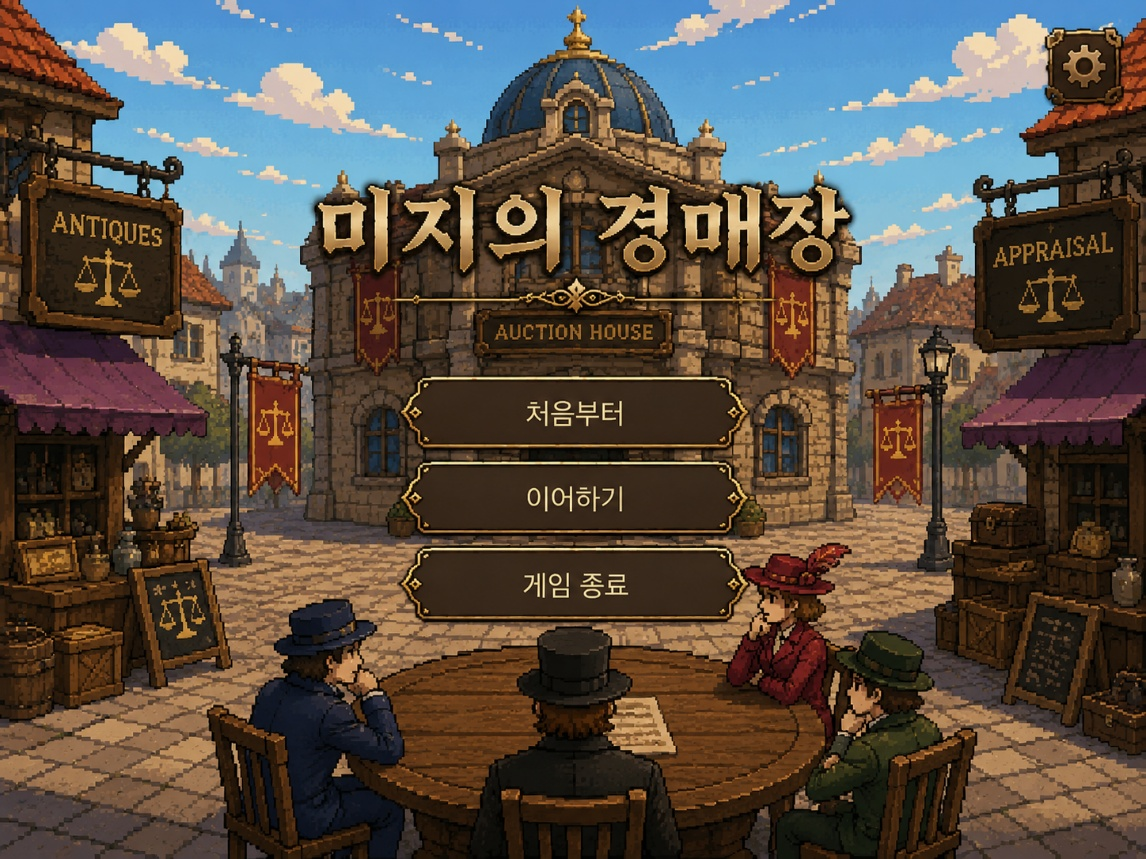 ANTIQUES
미지의 경매장
APPRAISAL
AUCTION HOUSE
처음부터
이어하기
게임 종료